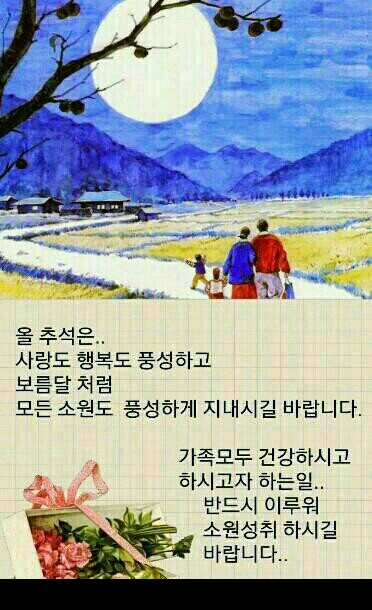 올 추석은..
사랑도 행복도 풍성하고
보름달 처럼
모든 소원도 풍성하게 지내시길 바랍니다.
가족모두 건강하시고
하시고자 하는일..
반드시 이루워
소원성취 하시길
바랍니다..